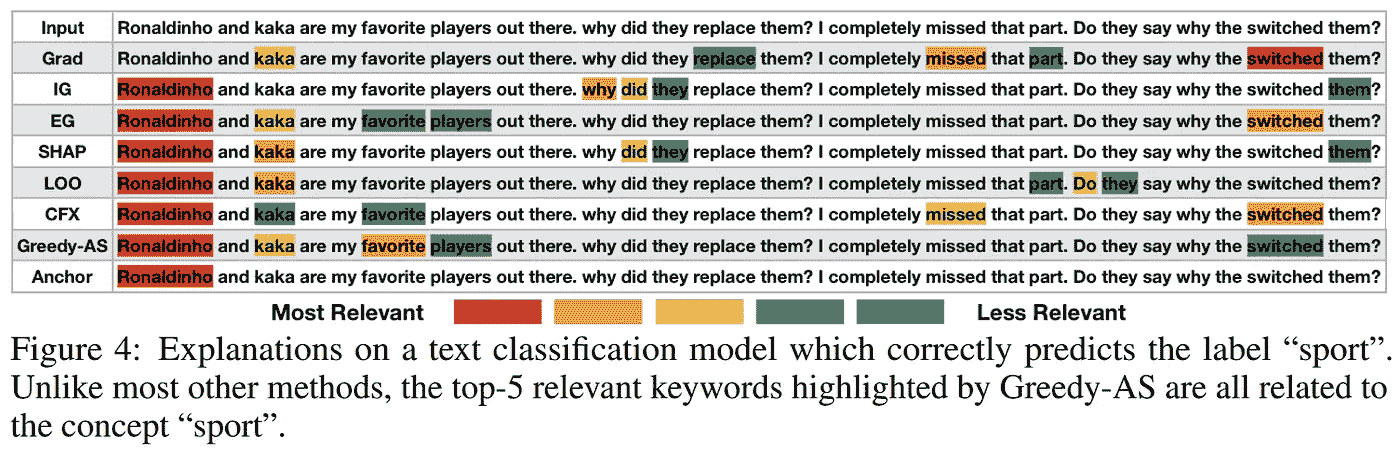 Input Ronaldinho and kaka are my favorite players out there. why did they replace them? I completely missed that part. Do they say why the switched them?
Grad Ronaldinho and kaka are my favorite players out there. why did they replace them? I completely missed that part. Do they say why the switched them?
IG Ronaldinho and kaka are my favorite players out there. why did they replace them? I completely missed that part. Do they say why the switched them?
EG Ronaldinho and kaka are my favorite players out there. why did they replace them? I completely missed that part. Do they say why the switched them?
SHAP Ronaldinho and kaka are my favorite players out there. why did they replace them? I completely missed that part. Do they say why the switched them?
LOO Ronaldinho and kaka are my favorite players out there. why did they replace them? I completely missed that part. Do they say why the switched them?
CFX Ronaldinho and kaka are my favorite players out there. why did they replace them? I completely missed that part. Do they say why the switched them?
Greedy-AS Ronaldinho and kaka are my favorite players out there. why did they replace them? I completely missed that part. Do they say why the switched them?
Anchor Ronaldinho and kaka are my favorite players out there. why did they replace them? I completely missed that part. Do they say why the switched them?
Most Relevant Less Relevant
Figure 4: Explanations on a text classification model which correctly predicts the label “sport”.
Unlike most other methods, the top-5 relevant keywords highlighted by Greedy-AS are all related to
the concept “sport”.